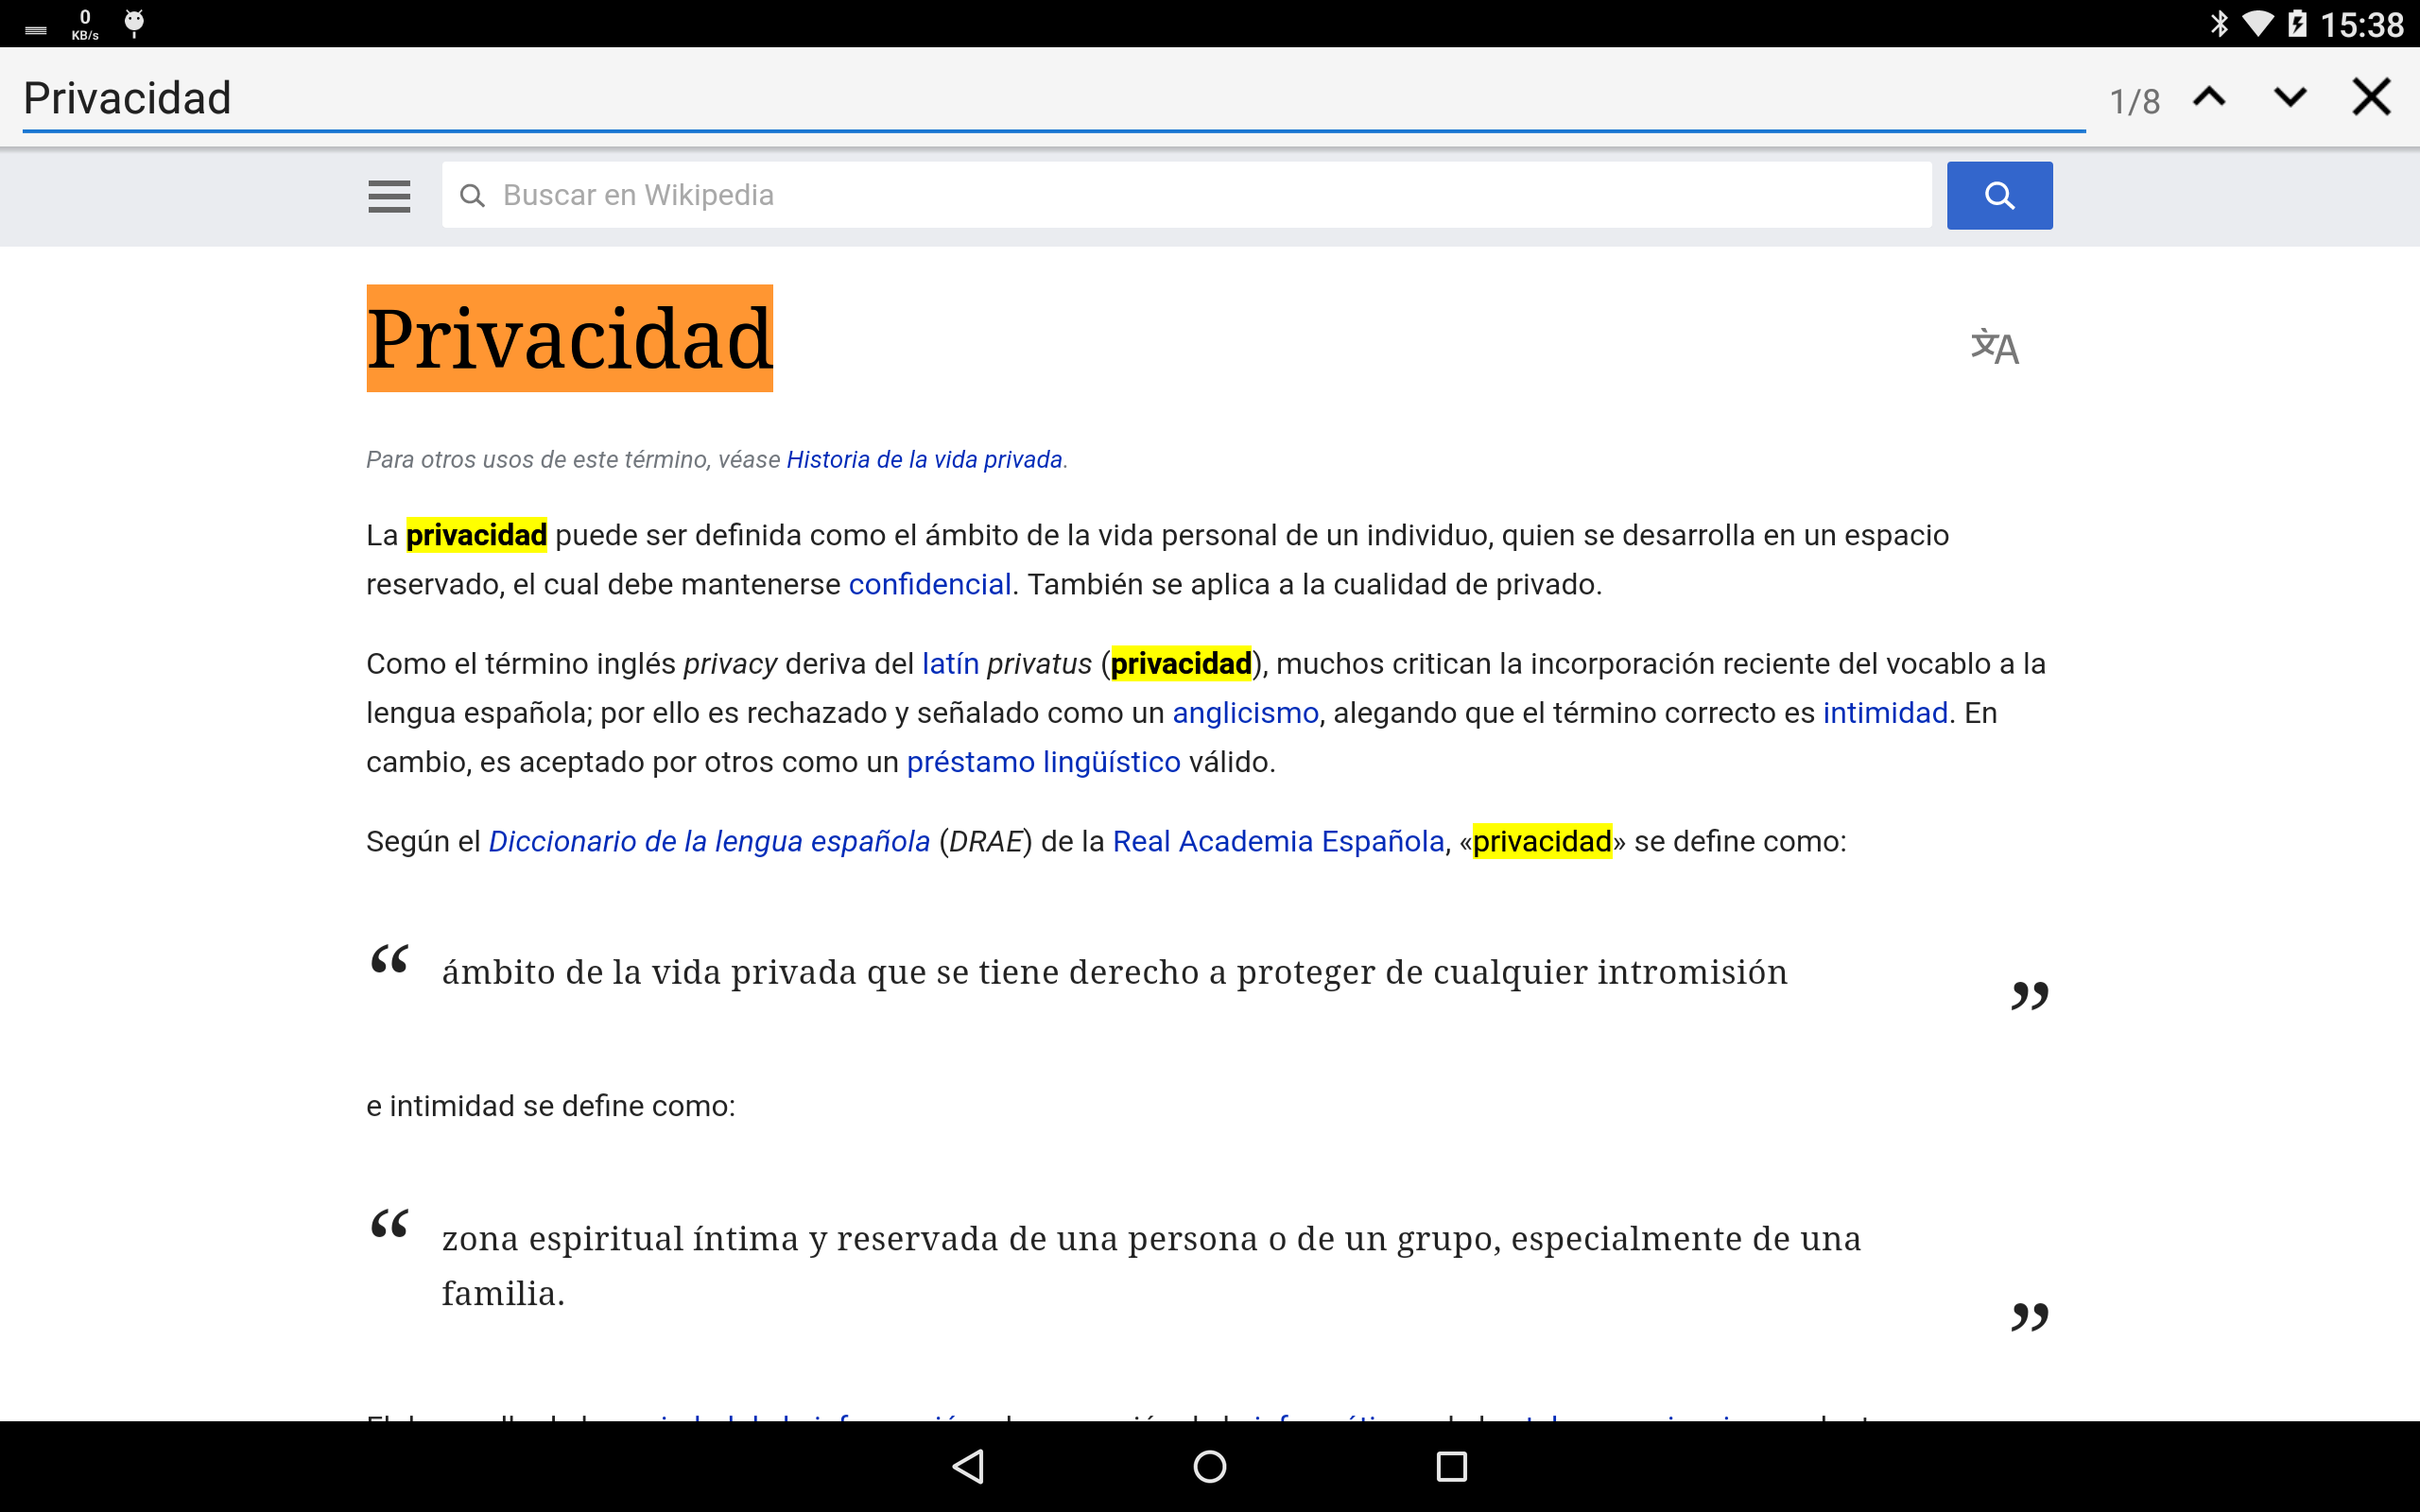 0
KB/s
15:38
Privacidad
1/8
Buscar en Wikipedia
Privacidad
文A
Para otros usos de este término, véase Historia de la vida privada.
La privacidad puede ser definida como el ámbito de la vida personal de un individuo, quien se desarrolla en un espacio
reservado, el cual debe mantenerse confidencial. También se aplica a la cualidad de privado.
Como el término inglés privacy deriva del latín privatus (privacidad), muchos critican la incorporación reciente del vocablo a la
lengua española; por ello es rechazado y señalado como un anglicismo, alegando que el término correcto es intimidad. En
cambio, es aceptado por otros como un préstamo lingüístico válido.
Según el Diccionario de la lengua española (DRAE) de la Real Academia Española, «privacidad» se define como:
“ ámbito de la vida privada que se tiene derecho a proteger de cualquier intromisión
”
e intimidad se define como:
“ zona espiritual íntima y reservada de una persona o de un grupo, especialmente de una
familia.
”